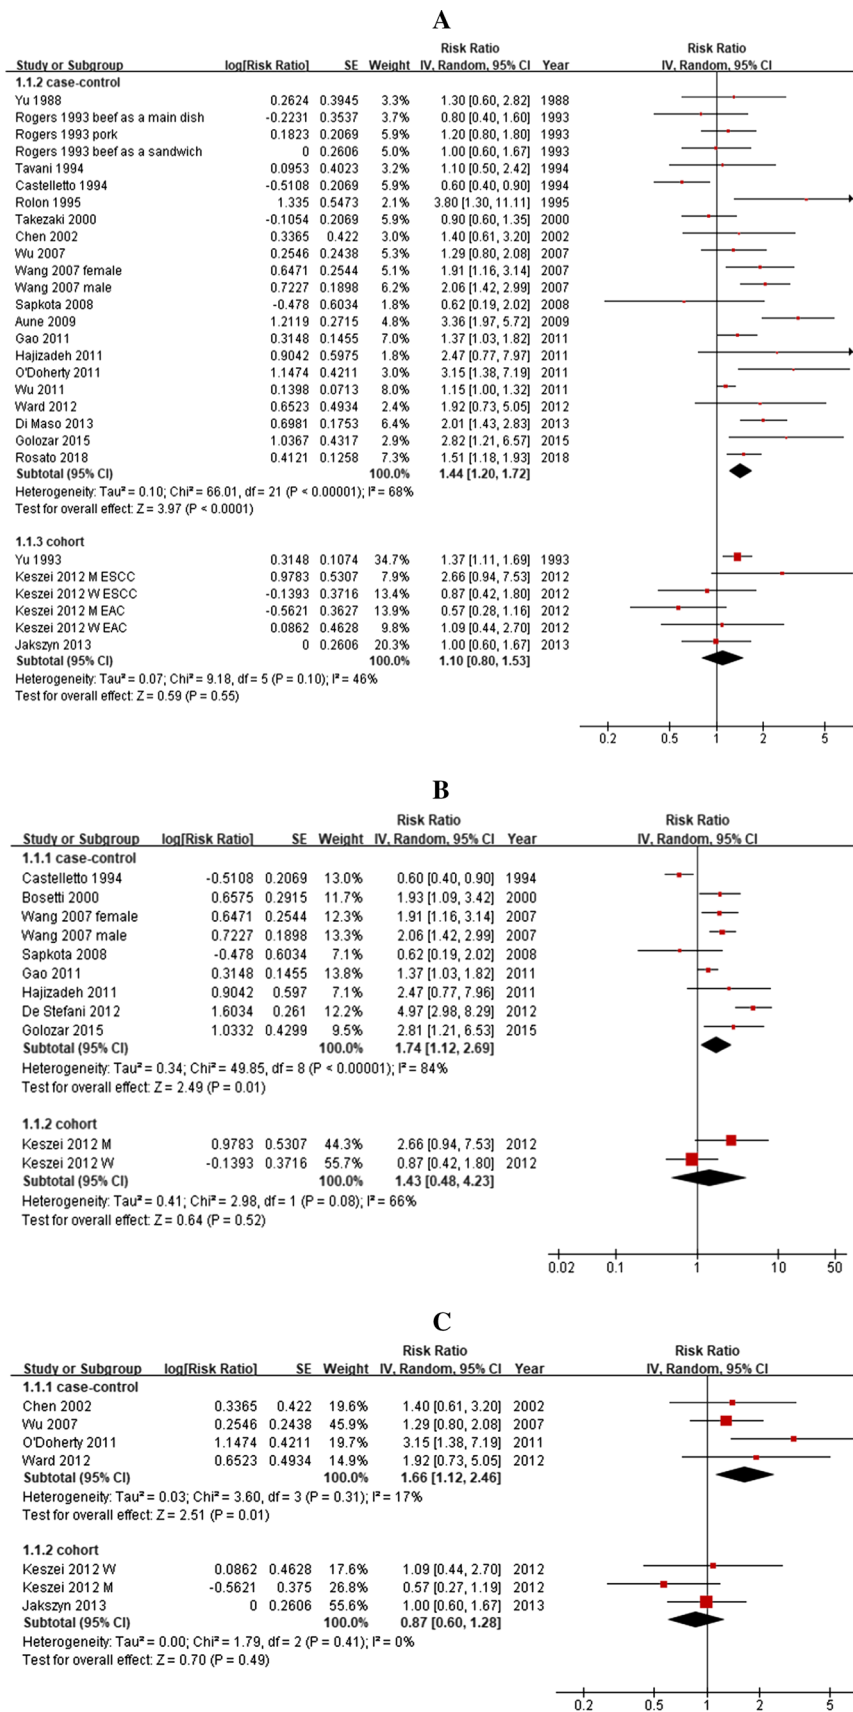 A
Risk Ratio Risk Ratio
Study or Subgroup log[Risk Ratio] SE Weight IV, Random, 95% CI Year IV, Random, 95% CI
1.1.2 case-control
Yu 1988 0.2624 0.3945 3.3% 1.30 [0.60, 2.82] 1988
Rogers 1993 beef as a main dish -0.2231 0.3537 3.7% 0.80 [0.40, 1.60] 1993
Rogers 1993 pork 0.1823 0.2069 5.9% 1.20 [0.80, 1.80] 1993
Rogers 1993 beef as a sandwich 0 0.2606 5.0% 1.00 [0.60, 1.67] 1993
Tavani 1994 0.0953 0.4023 3.2% 1.10 [0.50, 2.42] 1994
Castelletto 1994 -0.5108 0.2069 5.9% 0.60 [0.40, 0.90] 1994
Rolon 1995 1.335 0.5473 2.1% 3.80 [1.30, 11.11] 1995
Takezaki 2000 -0.1054 0.2069 5.9% 0.90 [0.60, 1.35] 2000
Chen 2002 0.3365 0.422 3.0% 1.40 [0.61, 3.20] 2002
Wu 2007 0.2546 0.2438 5.3% 1.29 [0.80, 2.08] 2007
Wang 2007 female 0.6471 0.2544 5.1% 1.91 [1.16, 3.14] 2007
Wang 2007 male 0.7227 0.1898 6.2% 2.06 [1.42, 2.99] 2007
Sapkota 2008 -0.478 0.6034 1.8% 0.62 [0.19, 2.02] 2008
Aune 2009 1.2119 0.2715 4.8% 3.36 [1.97, 5.72] 2009
Gao 2011 0.3148 0.1455 7.0% 1.37 [1.03, 1.82] 2011
Hajizadeh 2011 0.9042 0.5975 1.8% 2.47 [0.77, 7.97] 2011
O'Doherty 2011 1.1474 0.4211 3.0% 3.15 [1.38, 7.19] 2011
Wu 2011 0.1398 0.0713 8.0% 1.15 [1.00, 1.32] 2011
Ward 2012 0.6523 0.4934 2.4% 1.92 [0.73, 5.05] 2012
Di Maso 2013 0.6981 0.1753 6.4% 2.01 [1.43, 2.83] 2013
Golozar 2015 1.0367 0.4317 2.9% 2.82 [1.21, 6.57] 2015
Rosato 2018 0.4121 0.1258 7.3% 1.51 [1.18, 1.93] 2018
Subtotal (95% CI) 100.0% 1.44 [1.20, 1.72]
Heterogeneity: Tau² = 0.10; Chi² = 66.01, df = 21 (P < 0.00001); I² = 68%
Test for overall effect: Z = 3.97 (P < 0.0001)
1.1.3 cohort
Yu 1993 0.3148 0.1074 34.7% 1.37 [1.11, 1.69] 1993
Keszei 2012 M ESCC 0.9783 0.5307 7.9% 2.66 [0.94, 7.53] 2012
Keszei 2012 W ESCC -0.1393 0.3716 13.4% 0.87 [0.42, 1.80] 2012
Keszei 2012 M EAC -0.5621 0.3627 13.9% 0.57 [0.28, 1.16] 2012
Keszei 2012 W EAC 0.0862 0.4628 9.8% 1.09 [0.44, 2.70] 2012
Jakszyn 2013 0 0.2606 20.3% 1.00 [0.60, 1.67] 2013
Subtotal (95% CI) 100.0% 1.10 [0.80, 1.53]
Heterogeneity: Tau² = 0.07; Chi² = 9.18, df = 5 (P = 0.10); I² = 46%
Test for overall effect: Z = 0.59 (P = 0.55)
0.2 0.5 1 2 5
B
Risk Ratio Risk Ratio
Study or Subgroup log[Risk Ratio] SE Weight IV, Random, 95% CI Year IV, Random, 95% CI
1.1.1 case-control
Castelletto 1994 -0.5108 0.2069 13.0% 0.60 [0.40, 0.90] 1994
Bosetti 2000 0.6575 0.2915 11.7% 1.93 [1.09, 3.42] 2000
Wang 2007 female 0.6471 0.2544 12.3% 1.91 [1.16, 3.14] 2007
Wang 2007 male 0.7227 0.1898 13.3% 2.06 [1.42, 2.99] 2007
Sapkota 2008 -0.478 0.6034 7.1% 0.62 [0.19, 2.02] 2008
Gao 2011 0.3148 0.1455 13.8% 1.37 [1.03, 1.82] 2011
Hajizadeh 2011 0.9042 0.597 7.1% 2.47 [0.77, 7.96] 2011
De Stefani 2012 1.6034 0.261 12.2% 4.97 [2.98, 8.29] 2012
Golozar 2015 1.0332 0.4299 9.5% 2.81 [1.21, 6.53] 2015
Subtotal (95% CI) 100.0% 1.74 [1.12, 2.69]
Heterogeneity: Tau² = 0.34; Chi² = 49.85, df = 8 (P < 0.00001); I² = 84%
Test for overall effect: Z = 2.49 (P = 0.01)
1.1.2 cohort
Keszei 2012 M 0.9783 0.5307 44.3% 2.66 [0.94, 7.53] 2012
Keszei 2012 W -0.1393 0.3716 55.7% 0.87 [0.42, 1.80] 2012
Subtotal (95% CI) 100.0% 1.43 [0.48, 4.23]
Heterogeneity: Tau² = 0.41; Chi² = 2.98, df = 1 (P = 0.08); I² = 66%
Test for overall effect: Z = 0.64 (P = 0.52)
0.02 0.1 1 10 50
C
Risk Ratio Risk Ratio
Study or Subgroup log[Risk Ratio] SE Weight IV, Random, 95% CI Year IV, Random, 95% CI
1.1.1 case-control
Chen 2002 0.3365 0.422 19.6% 1.40 [0.61, 3.20] 2002
Wu 2007 0.2546 0.2438 45.9% 1.29 [0.80, 2.08] 2007
O'Doherty 2011 1.1474 0.4211 19.7% 3.15 [1.38, 7.19] 2011
Ward 2012 0.6523 0.4934 14.9% 1.92 [0.73, 5.05] 2012
Subtotal (95% CI) 100.0% 1.66 [1.12, 2.46]
Heterogeneity: Tau² = 0.03; Chi² = 3.60, df = 3 (P = 0.31); I² = 17%
Test for overall effect: Z = 2.51 (P = 0.01)
1.1.2 cohort
Keszei 2012 W 0.0862 0.4628 17.6% 1.09 [0.44, 2.70] 2012
Keszei 2012 M -0.5621 0.375 26.8% 0.57 [0.27, 1.19] 2012
Jakszyn 2013 0 0.2606 55.6% 1.00 [0.60, 1.67] 2013
Subtotal (95% CI) 100.0% 0.87 [0.60, 1.28]
Heterogeneity: Tau² = 0.00; Chi² = 1.79, df = 2 (P = 0.41); I² = 0%
Test for overall effect: Z = 0.70 (P = 0.49)
0.2 0.5 1 2 5